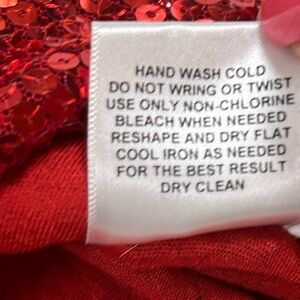 HAND WASH COLD
DO NOT WRING OR TWIST
USE ONLY NON-CHLORINE
BLEACH WHEN NEEDED
RESHAPE AND DRY FLAT
COOL IRON AS NEEDED
FOR THE BEST RESULT
DRY CLEAN